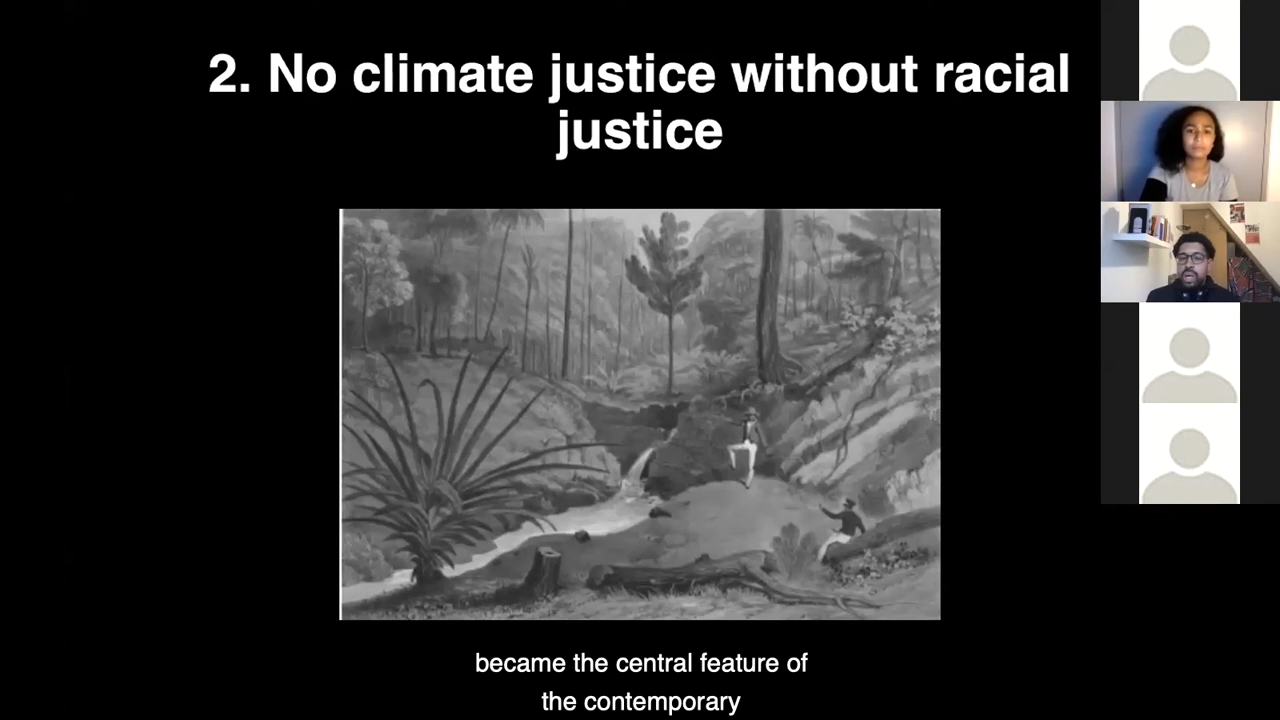 2. No climate justice without racial
justice
became the central feature of
the contemporary